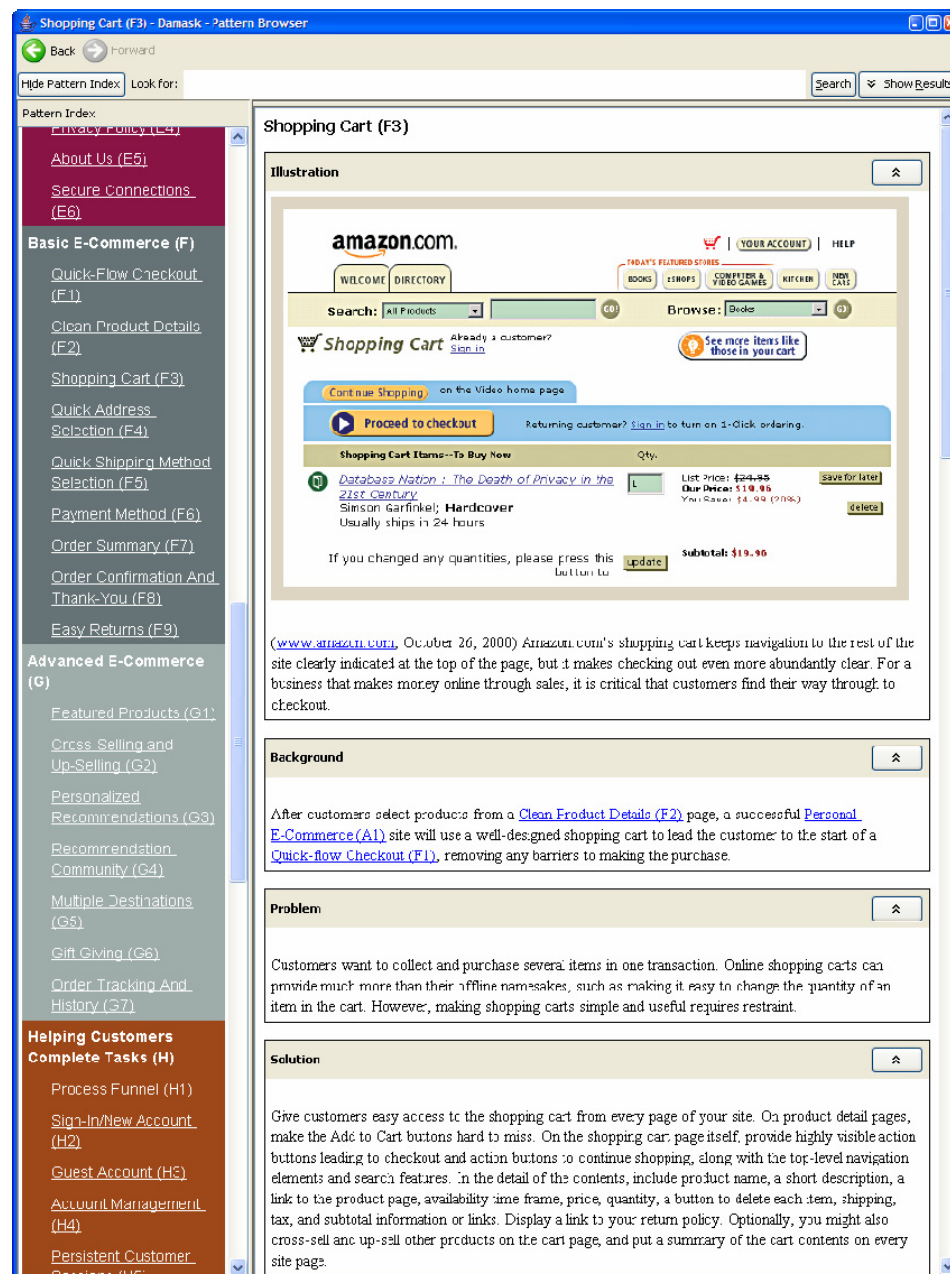 Shopping Cart (F3) - Damask - Pattern Browser
Back Forward
Hide Pattern Index Look for: Search Show Results
Pattern Index
Privacy Policy (E4)
About Us (E5)
Secure Connections
(E6)
Basic E-Commerce (F)
Quick-Flow Checkout
(F1)
Clean Product Details
(F2)
Shopping Cart (F3)
Quick Address
Selection (F4)
Quick Shipping Method
Selection (F5)
Payment Method (F6)
Order Summary (F7)
Order Confirmation And
Thank-You (F8)
Easy Returns (F9)
Advanced E-Commerce
(G)
Featured Products (G1)
Cross-Selling and
Up-Selling (G2)
Personalized
Recommendations (G3)
Recommendation
Community (G4)
Multiple Destinations
(G5)
Gift Giving (G6)
Order Tracking And
History (G7)
Helping Customers
Complete Tasks (H)
Process Funnel (H1)
Sign-In/New Account
(H2)
Guest Account (H3)
Account Management
(H4)
Persistent Customer
Sessions (H5)
Shopping Cart (F3)
Illustration
amazon.com.
YOUR ACCOUNT | HELP
TODAY'S FEATURED STORES
WELCOME DIRECTORY
BOOKS eSHOPS COMPUTER & VIDEO GAMES KITCHEN NEW CARS
Search: All Products GO! Browse: Books GO!
Shopping Cart Already a customer? Sign in
See more items like those in your cart
Continue Shopping on the Video home page
Proceed to checkout Returning customer? Sign in to turn on 1-Click ordering.
Shopping Cart Items--To Buy Now Qty.
Database Nation : The Death of Privacy in the
21st Century
Simson Garfinkel; Hardcover
Usually ships in 24 hours
1
List Price: $24.95
Our Price: $19.96
You Save: $4.99 (20%)
save for later
delete
If you changed any quantities, please press this
button to
update
Subtotal: $19.96
(www.amazon.com, October 26, 2000) Amazon.com's shopping cart keeps navigation to the rest of the
site clearly indicated at the top of the page, but it makes checking out even more abundantly clear. For a
business that makes money online through sales, it is critical that customers find their way through to
checkout.
Background
After customers select products from a Clean Product Details (F2) page, a successful Personal
E-Commerce (A1) site will use a well-designed shopping cart to lead the customer to the start of a
Quick-flow Checkout (F1), removing any barriers to making the purchase.
Problem
Customers want to collect and purchase several items in one transaction. Online shopping carts can
provide much more than their offline namesakes, such as making it easy to change the quantity of an
item in the cart. However, making shopping carts simple and useful requires restraint.
Solution
Give customers easy access to the shopping cart from every page of your site. On product detail pages,
make the Add to Cart buttons hard to miss. On the shopping cart page itself, provide highly visible action
buttons leading to checkout and action buttons to continue shopping, along with the top-level navigation
elements and search features. In the detail of the contents, include product name, a short description, a
link to the product page, availability time frame, price, quantity, a button to delete each item, shipping,
tax, and subtotal information or links. Display a link to your return policy. Optionally, you might also
cross-sell and up-sell other products on the cart page, and put a summary of the cart contents on every
site page.